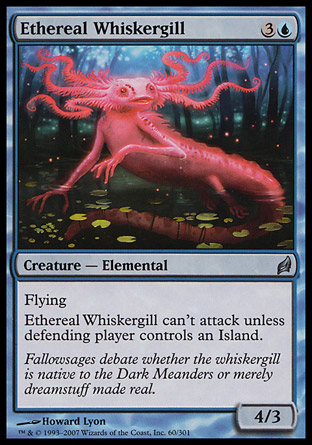 Ethereal Whiskergill 3
Creature — Elemental
Flying
Ethereal Whiskergill can't attack unless
defending player controls an Island.
Fallowsages debate whether the whiskergill
is native to the Dark Meanders or merely
dreamstuff made real.
4/3
Howard Lyon
™ & © 1993–2007 Wizards of the Coast, Inc. 60/301